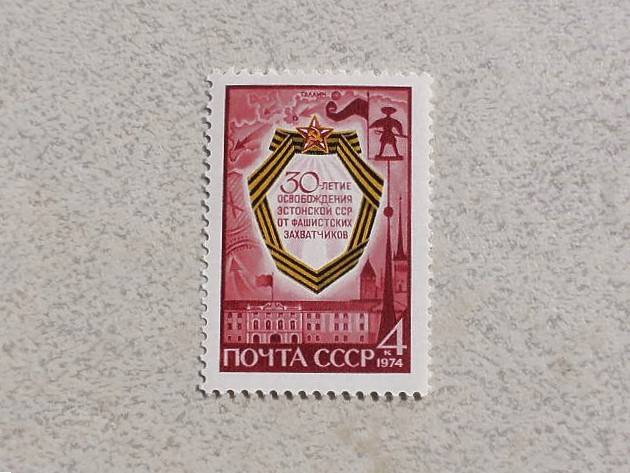 ТАЛЛИН
30-ЛЕТИЕ
ОСВОБОЖДЕНИЯ
ЭСТОНСКОЙ ССР
ОТ ФАШИСТСКИХ
ЗАХВАТЧИКОВ
ПОЧТА СССР 4 к
1974